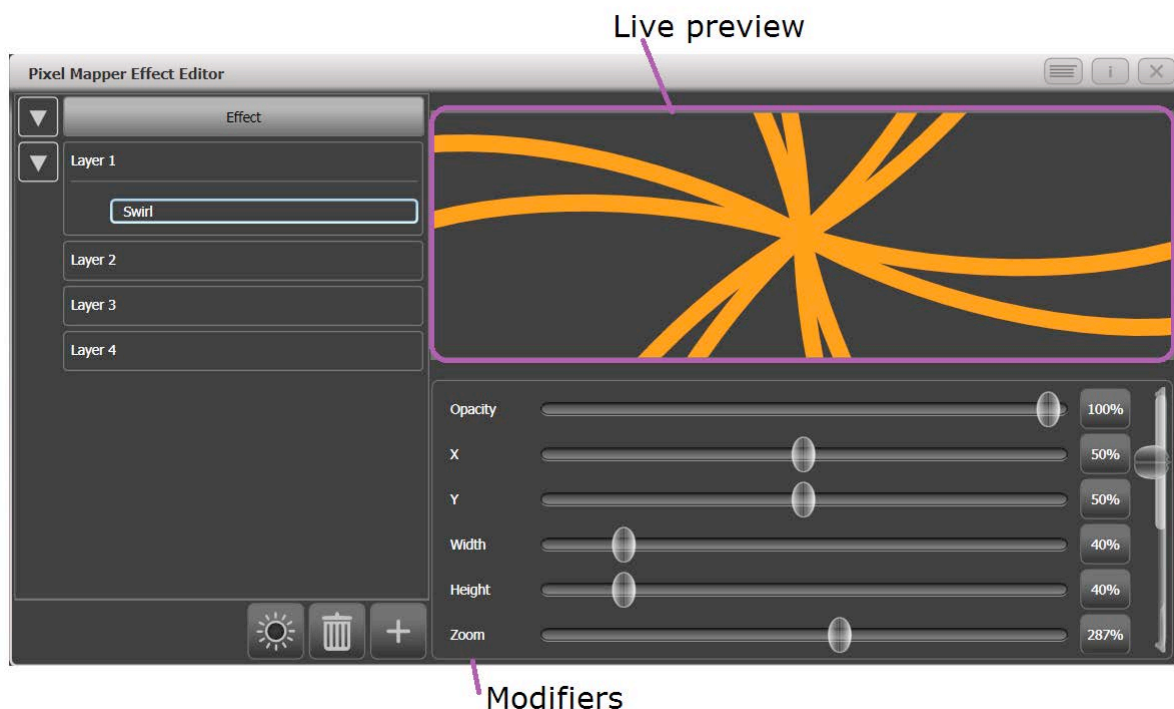 Live preview
Pixel Mapper Effect Editor
i
Effect
Layer 1
Swirl
Layer 2
Layer 3
Layer 4
Opacity 100%
X 50%
Y 50%
Width 40%
Height 40%
Zoom 287%
Modifiers